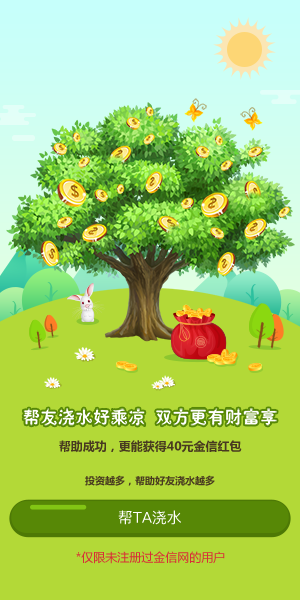 帮友浇水好乘凉 双方更有财富享
帮助成功，更能获得40元金信红包
投资越多，帮助好友浇水越多
帮TA浇水
*仅限未注册过金信网的用户